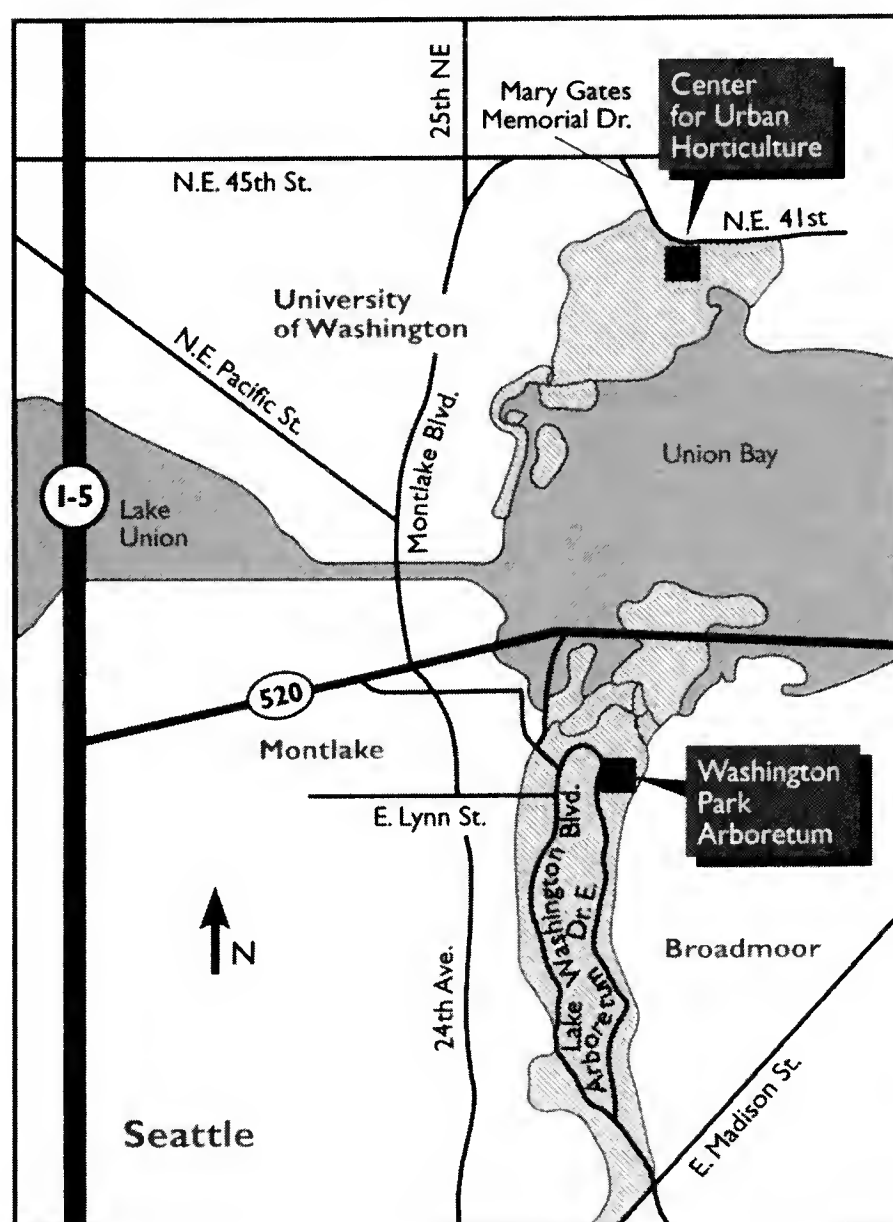 25th NE
Mary Gates
Memorial Dr.
Center
for Urban
Horticulture
N.E. 45th St.
N.E. 41st
University
of Washington
N.E. Pacific St.
Montlake Blvd.
Union Bay
I-5
Lake
Union
520
Montlake
Washington
Park
Arboretum
E. Lynn St.
Lake Washington Blvd.
Arboretum Dr. E.
N
Broadmoor
24th Ave.
E. Madison St.
Seattle